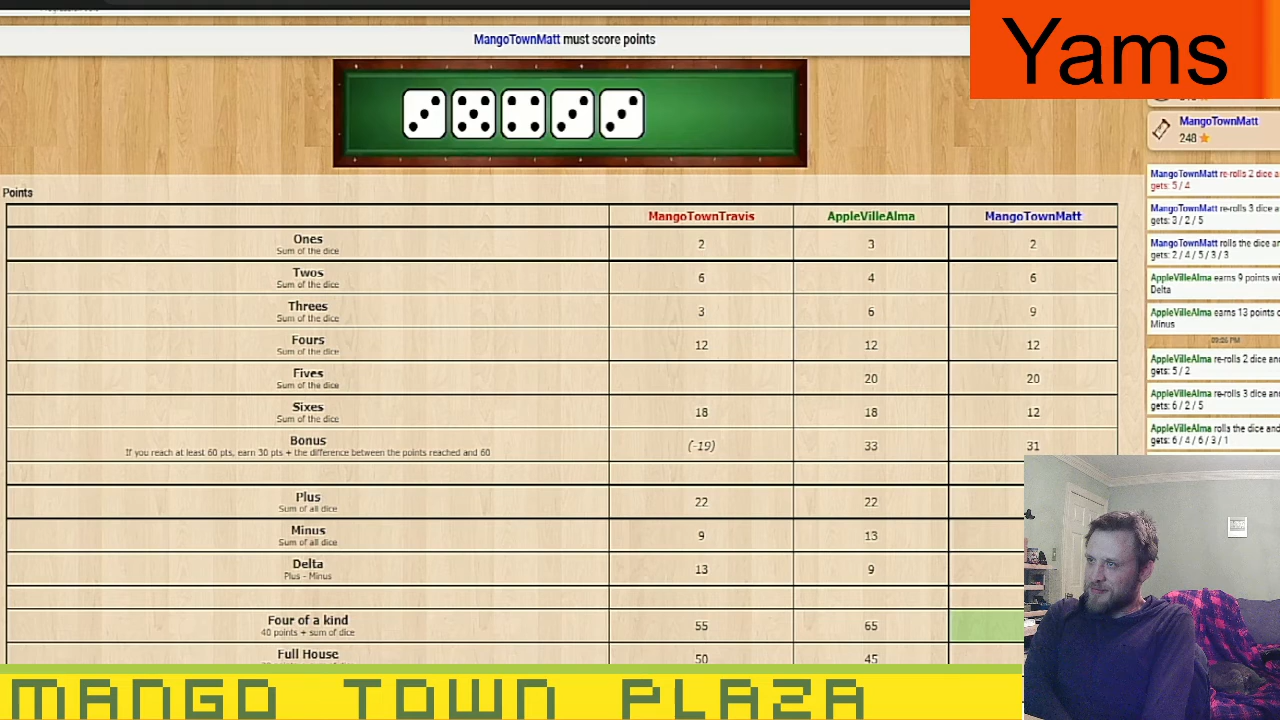 MangoTownMatt must score points
Yams
MangoTownMatt
248
MangoTownMatt re-rolls 2 dice a
gets: 5 / 4
MangoTownMatt re-rolls 3 dice a
gets: 3 / 2 / 5
MangoTownMatt rolls the dice an
gets: 2 / 4 / 5 / 3 / 3
AppleVilleAlma earns 9 points wi
Delta
AppleVilleAlma earns 13 points o
Minus
AppleVilleAlma re-rolls 2 dice and
gets: 5 / 2
AppleVilleAlma re-rolls 3 dice and
gets: 6 / 2 / 5
AppleVilleAlma rolls the dice and
gets: 6 / 4 / 6 / 3 / 1
Points
MangoTownTravis AppleVilleAlma MangoTownMatt
Ones 2 3 2
Sum of the dice
Twos 6 4 6
Sum of the dice
Threes 3 6 9
Sum of the dice
Fours 12 12 12
Sum of the dice
Fives 20 20
Sum of the dice
Sixes 18 18 12
Sum of the dice
Bonus (-19) 33 31
If you reach at least 60 pts, earn 30 pts + the difference between the points reached and 60
Plus 22 22
Sum of all dice
Minus 9 13
Sum of all dice
Delta 13 9
Plus - Minus
Four of a kind 55 65
40 points + sum of dice
Full House 50 45
MANGO TOWN PLAZA